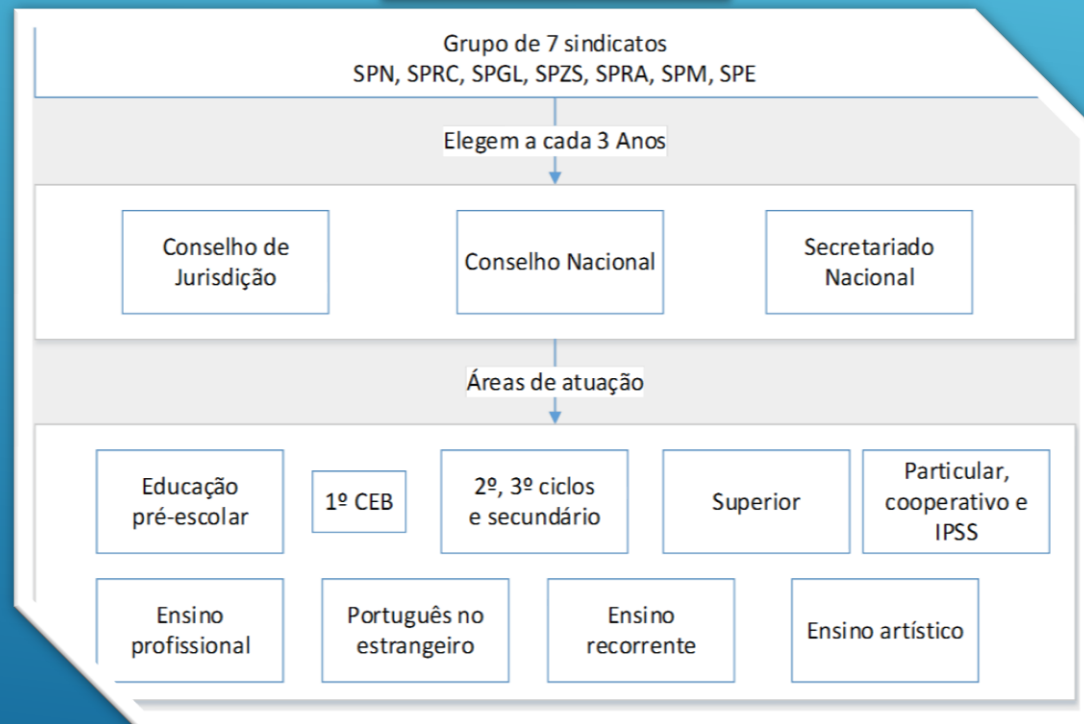 Grupo de 7 sindicatos
SPN, SPRC, SPGL, SPZS, SPRA, SPM, SPE
Elegem a cada 3 Anos
Conselho de
Jurisdição
Conselho Nacional
Secretariado
Nacional
Áreas de atuação
Educação
pré-escolar
1º CEB
2º, 3º ciclos
e secundário
Superior
Particular,
cooperativo e
IPSS
Ensino
profissional
Português no
estrangeiro
Ensino
recorrente
Ensino artístico